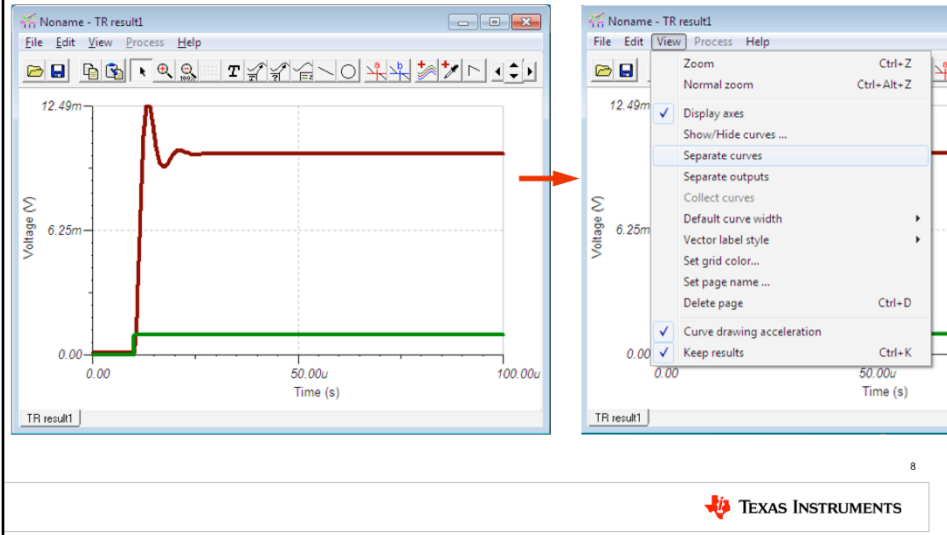 Noname - TR result1
File Edit View Process Help
T
a b
12.49m
6.25m
0.00
Voltage (V)
0.00 50.00u 100.00u
Time (s)
TR result1
Noname - TR result1
File Edit View Process Help
Zoom Ctrl+Z
Normal zoom Ctrl+Alt+Z
Display axes
Show/Hide curves ...
Separate curves
Separate outputs
Collect curves
Default curve width
Vector label style
Set grid color...
Set page name ...
Delete page Ctrl+D
Curve drawing acceleration
Keep results Ctrl+K
12.49m
6.25m
0.00
Voltage (V)
0.00 50.00u
Time (s)
TR result1
8
TEXAS INSTRUMENTS